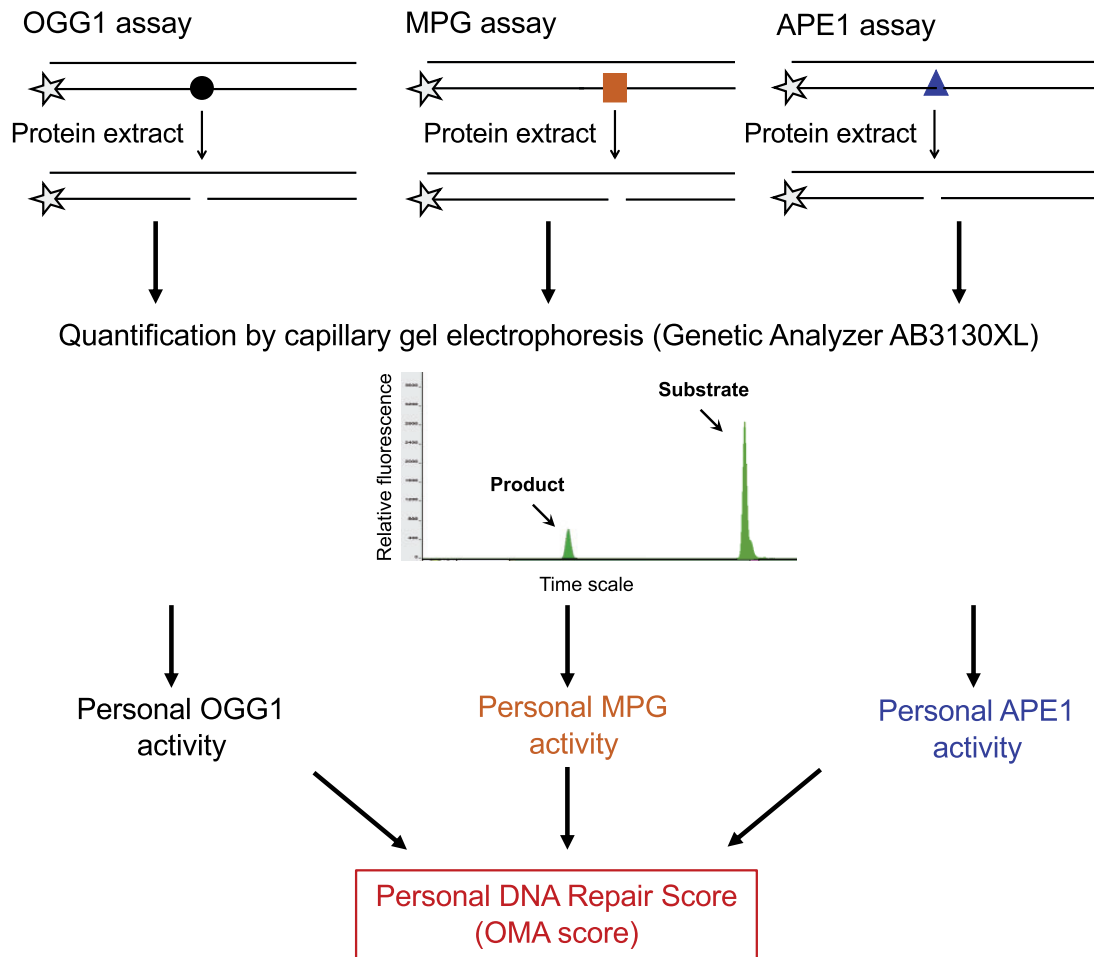 OGG1 assay
MPG assay
APE1 assay
Protein extract
Protein extract
Protein extract
Quantification by capillary gel electrophoresis (Genetic Analyzer AB3130XL)
Relative fluorescence
Substrate
Product
Time scale
Personal OGG1
activity
Personal MPG
activity
Personal APE1
activity
Personal DNA Repair Score
(OMA score)